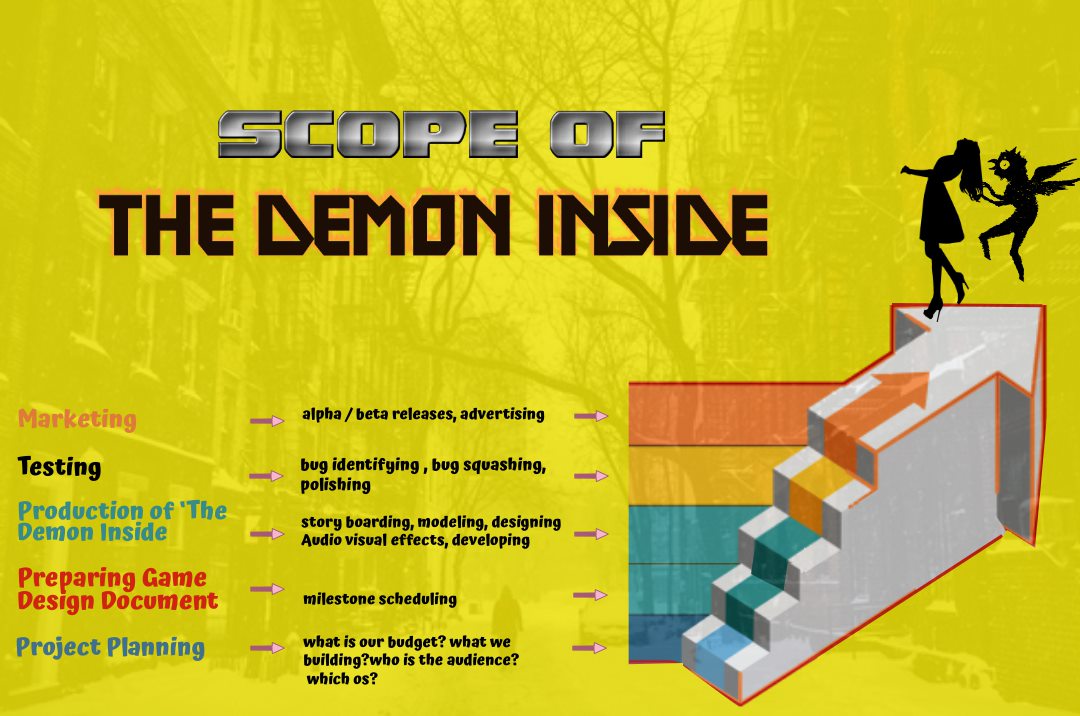 SCOPE OF
THE DEMON INSIDE
Marketing
alpha / beta releases, advertising
Testing
bug identifying , bug squashing,
polishing
Production of 'The
Demon Inside
story boarding, modeling, designing
Audio visual effects, developing
Preparing Game
Design Document
milestone scheduling
Project Planning
what is our budget? what we
building?who is the audience?
which os?